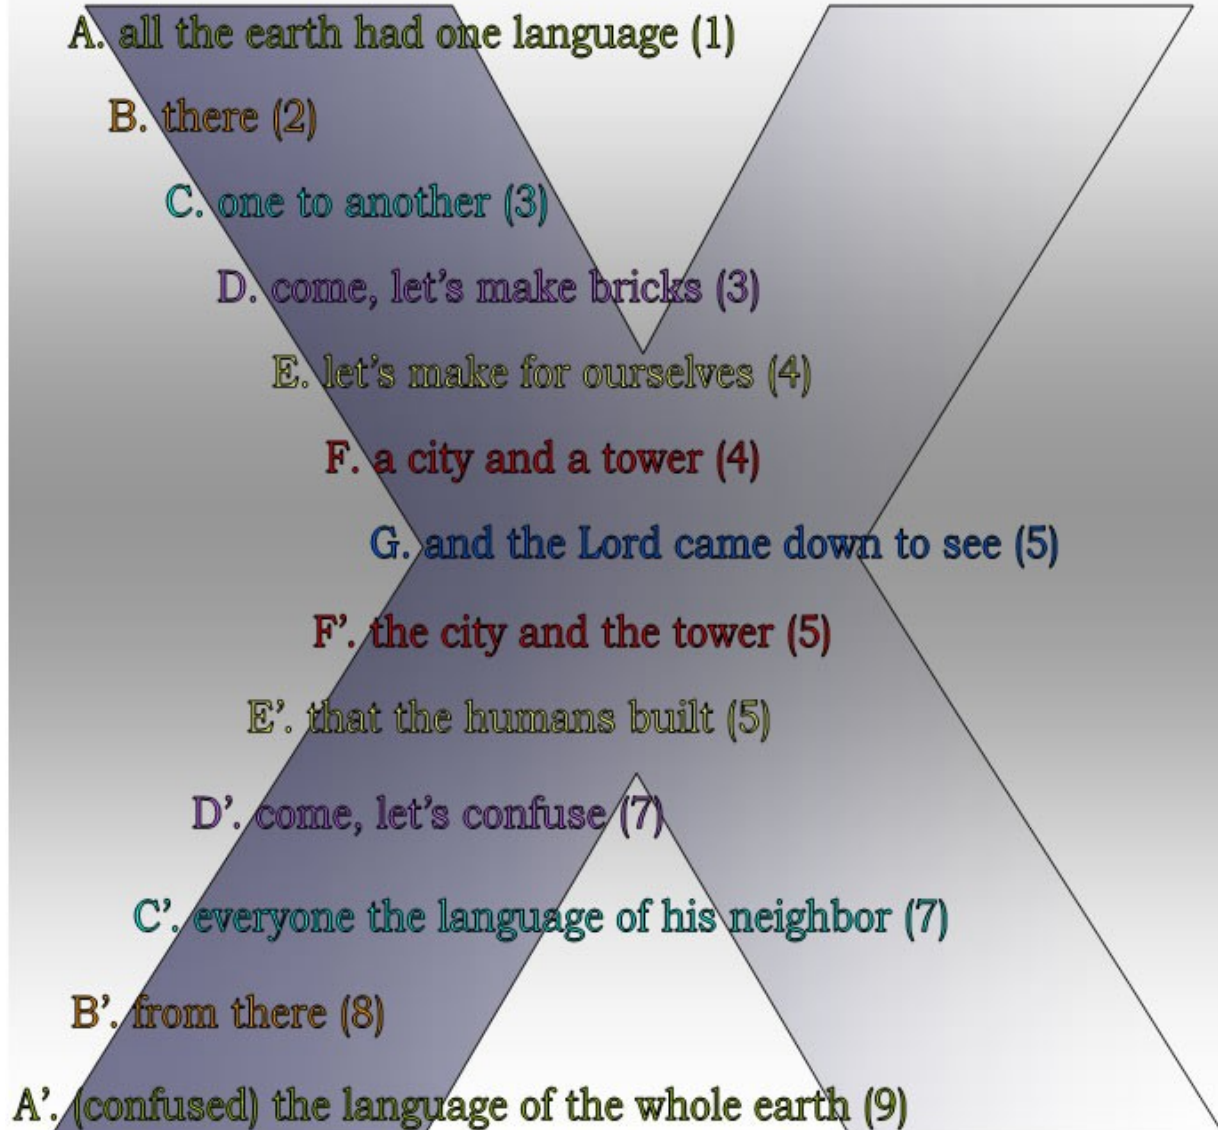 A. all the earth had one language (1)
B. there (2)
C. one to another (3)
D. come, let’s make bricks (3)
E. let’s make for ourselves (4)
F. a city and a tower (4)
G. and the Lord came down to see (5)
F’. the city and the tower (5)
E’. that the humans built (5)
D’. come, let’s confuse (7)
C’. everyone the language of his neighbor (7)
B’. from there (8)
A’. (confused) the language of the whole earth (9)